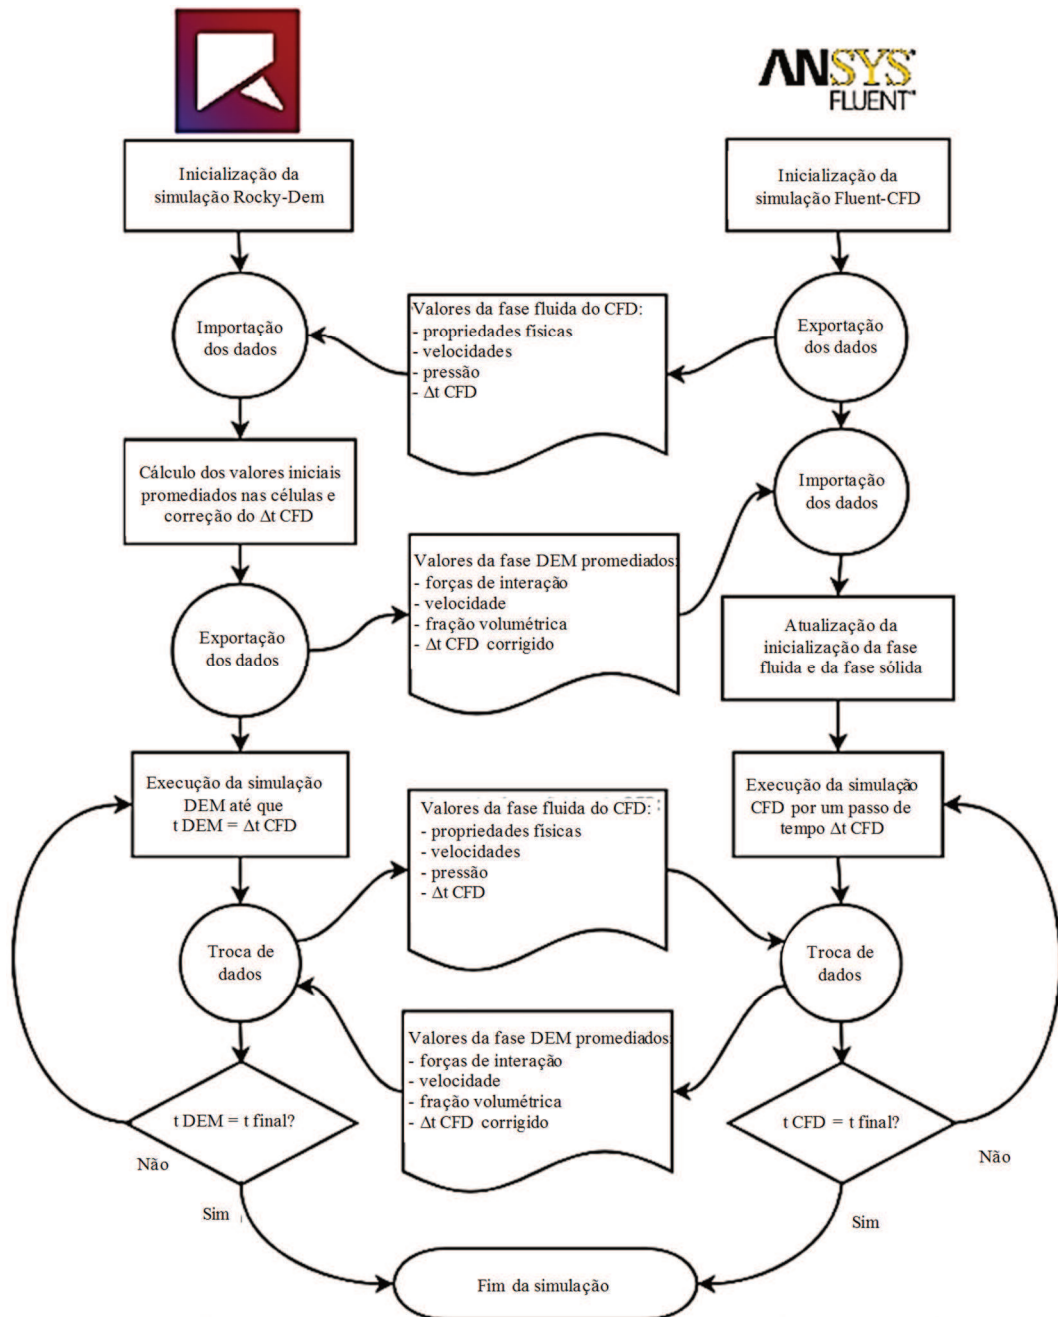 ANSYS
FLUENT
Inicialização da
simulação Rocky-Dem
Inicialização da
simulação Fluent-CFD
Importação
dos dados
Valores da fase fluida do CFD:
- propriedades físicas
- velocidades
- pressão
- Δt CFD
Exportação
dos dados
Cálculo dos valores iniciais
promediados nas células e
correção do Δt CFD
Importação
dos dados
Exportação
dos dados
Valores da fase DEM promediados:
- forças de interação
- velocidade
- fração volumétrica
- Δt CFD corrigido
Atualização da
inicialização da fase
fluida e da fase sólida
Execução da simulação
DEM até que
t DEM = Δt CFD
Valores da fase fluida do CFD:
- propriedades físicas
- velocidades
- pressão
- Δt CFD
Execução da simulação
CFD por um passo de
tempo Δt CFD
Troca de
dados
Troca de
dados
Valores da fase DEM promediados:
- forças de interação
- velocidade
- fração volumétrica
- Δt CFD corrigido
t DEM = t final?
t CFD = t final?
Não
Não
Sim
Sim
Fim da simulação